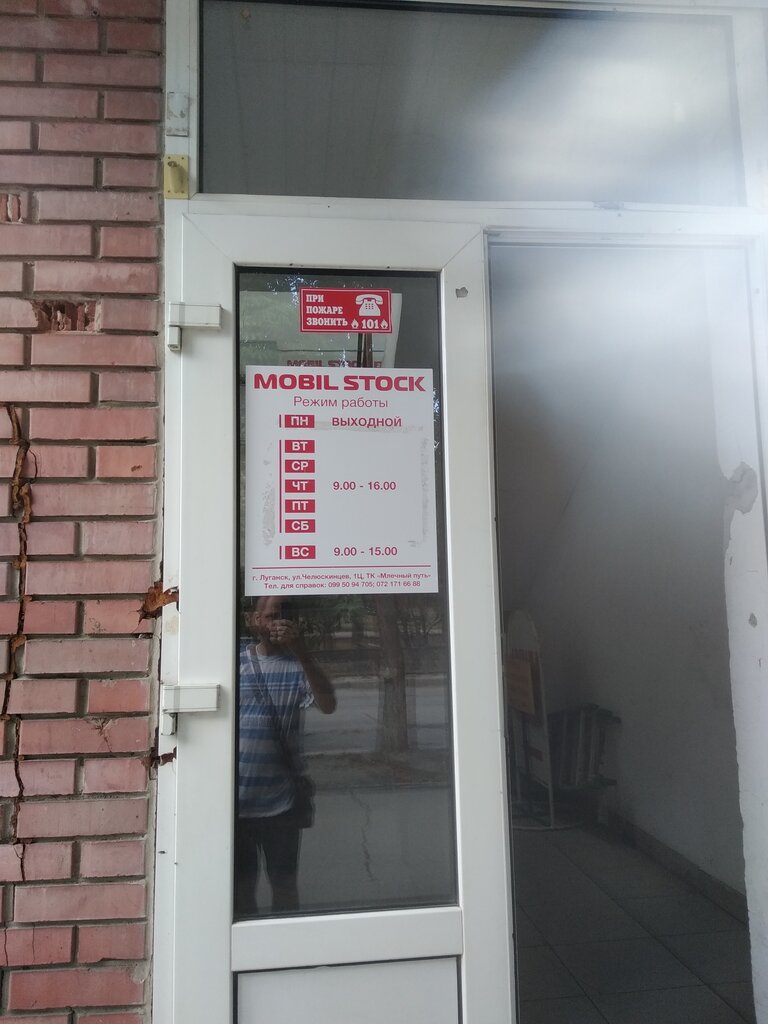 ПРИ
ПОЖАРЕ
ЗВОНИТЬ 101
MOBIL STOCK
Режим работы
ПН ВЫХОДНОЙ
ВТ
СР
ЧТ 9.00 - 16.00
ПТ
СБ
ВС 9.00 - 15.00
г. Луганск, ул.Челюскинцев, 1Ц, ТК «Млечный путь»
Тел. для справок: 099 50 94 705; 072 171 66 86